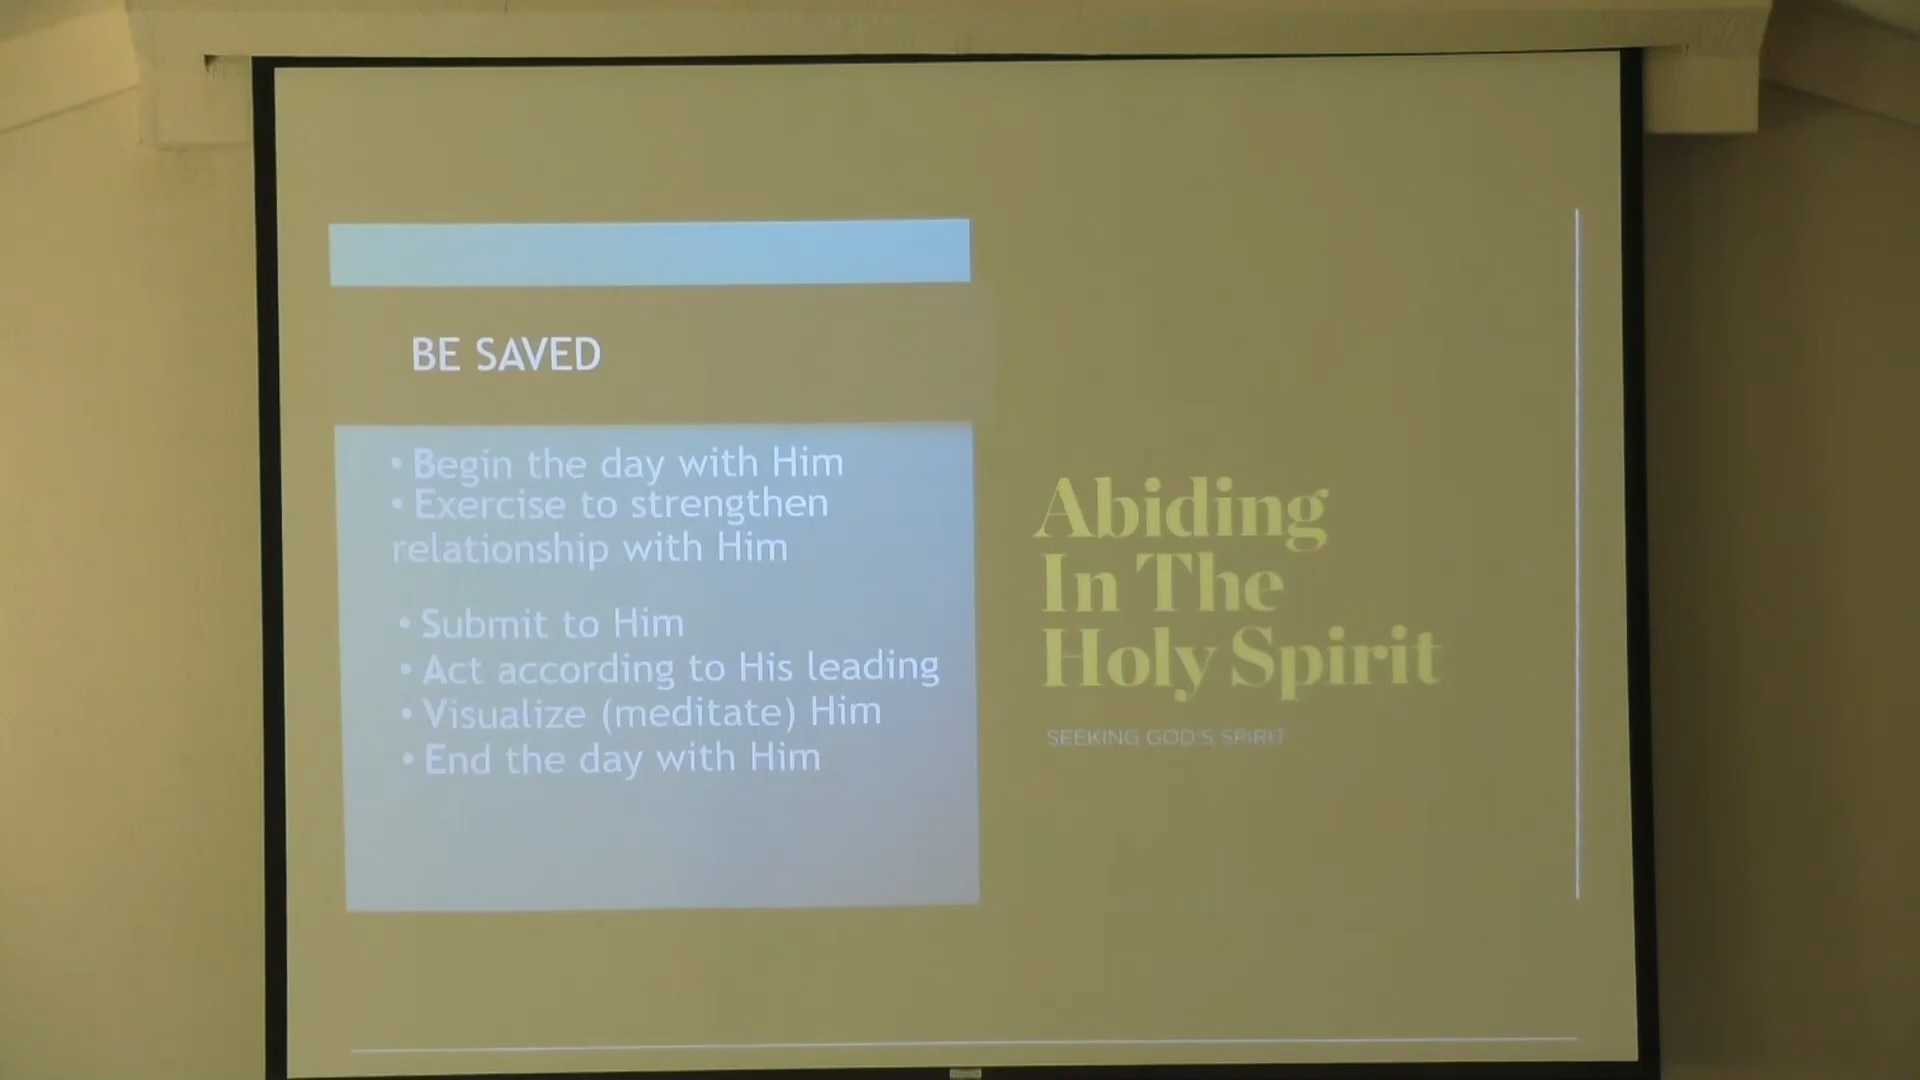 BE SAVED
• Begin the day with Him
• Exercise to strengthen
relationship with Him
• Submit to Him
• Act according to His leading
• Visualize (meditate) Him
• End the day with Him
Abiding
In The
Holy Spirit
SEEKING GOD'S SPIRIT